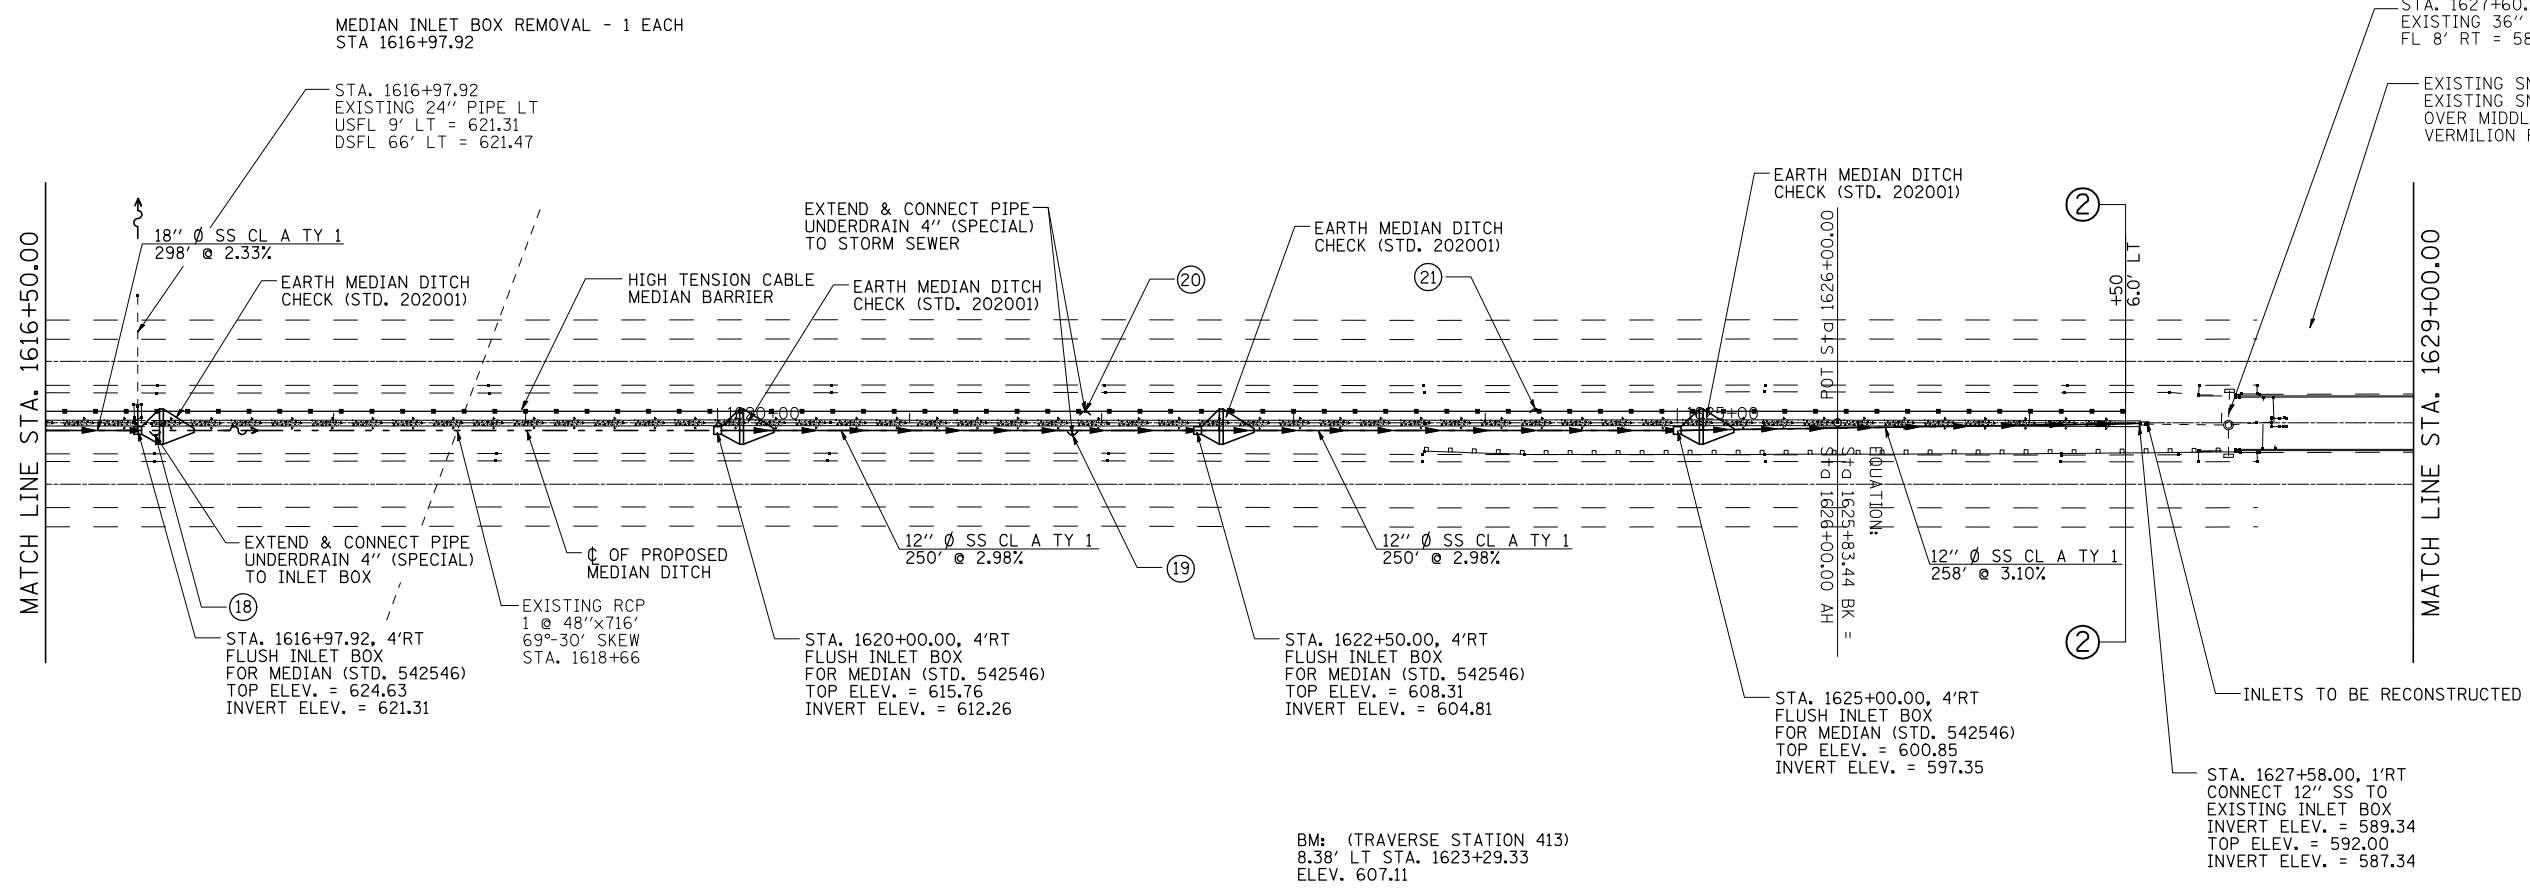 MEDIAN INLET BOX REMOVAL - 1 EACH
STA 1616+97.92
STA. 1616+97.92
EXISTING 24'' PIPE LT
USFL 9' LT = 621.31
DSFL 66' LT = 621.47
STA. 1627+60.
EXISTING 36''
FL 8' RT = 58
EXISTING
EXISTING
OVER
VERMILION
MATCH LINE STA. 1616+50.00
18'' Ø SS CL A TY 1
298' @ 2.33%
EARTH MEDIAN DITCH
CHECK (STD. 202001)
HIGH TENSION CABLE
MEDIAN BARRIER
EXTEND & CONNECT PIPE
UNDERDRAIN 4'' (SPECIAL)
TO STORM SEWER
EARTH MEDIAN DITCH
CHECK (STD. 202001)
20
EARTH MEDIAN DITCH
CHECK (STD. 202001)
21
EARTH MEDIAN DITCH
CHECK (STD. 202001)
POT Sta 1626+00.00
2
+50
6.0' LT
MATCH LINE STA. 1629+00.00
1620+00
1625+00
EQUATION:
Sta 1625+83.44 BK =
Sta 1626+00.00 AH
EXTEND & CONNECT PIPE
UNDERDRAIN 4'' (SPECIAL)
TO INLET BOX
18
STA. 1616+97.92, 4'RT
FLUSH INLET BOX
FOR MEDIAN (STD. 542546)
TOP ELEV. = 624.63
INVERT ELEV. = 621.31
EXISTING RCP
1 @ 48''x716'
69°-30' SKEW
STA. 1618+66
℄ OF PROPOSED
MEDIAN DITCH
12'' Ø SS CL A TY 1
250' @ 2.98%
19
STA. 1620+00.00, 4'RT
FLUSH INLET BOX
FOR MEDIAN (STD. 542546)
TOP ELEV. = 615.76
INVERT ELEV. = 612.26
12'' Ø SS CL A TY 1
250' @ 2.98%
STA. 1622+50.00, 4'RT
FLUSH INLET BOX
FOR MEDIAN (STD. 542546)
TOP ELEV. = 608.31
INVERT ELEV. = 604.81
12'' Ø SS CL A TY 1
258' @ 3.10%
2
STA. 1625+00.00, 4'RT
FLUSH INLET BOX
FOR MEDIAN (STD. 542546)
TOP ELEV. = 600.85
INVERT ELEV. = 597.35
INLETS TO BE RECONSTRUCTED
STA. 1627+58.00, 1'RT
CONNECT 12'' SS TO
EXISTING INLET BOX
INVERT ELEV. = 589.34
TOP ELEV. = 592.00
INVERT ELEV. = 587.34
BM: (TRAVERSE STATION 413)
8.38' LT STA. 1623+29.33
ELEV. 607.11